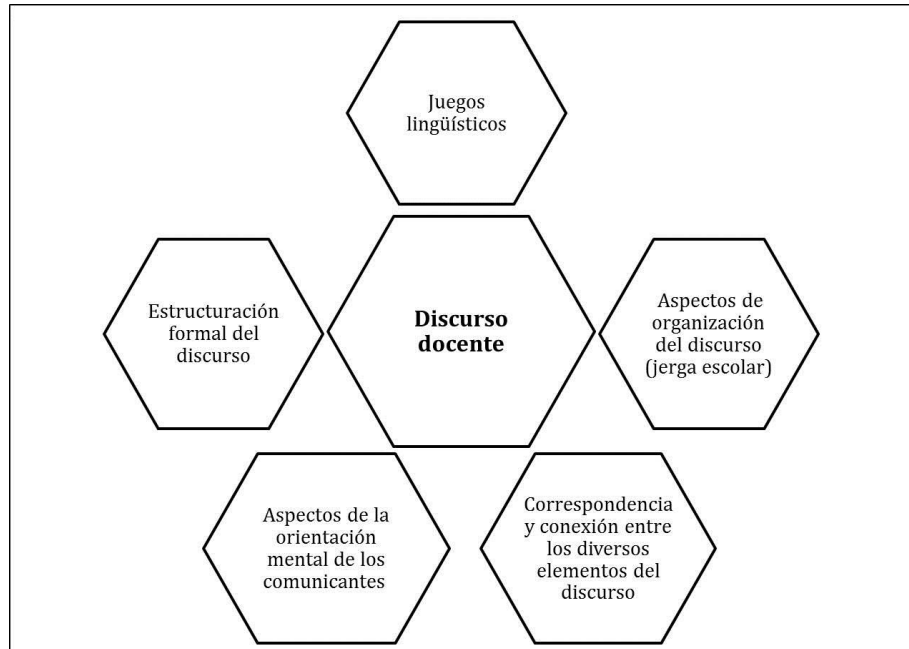 Juegos
lingüísticos
Estructuración
formal del
discurso
Discurso
docente
Aspectos de
organización
del discurso
(jerga escolar)
Aspectos de la
orientación
mental de los
comunicantes
Correspondencia
y conexión entre
los diversos
elementos del
discurso